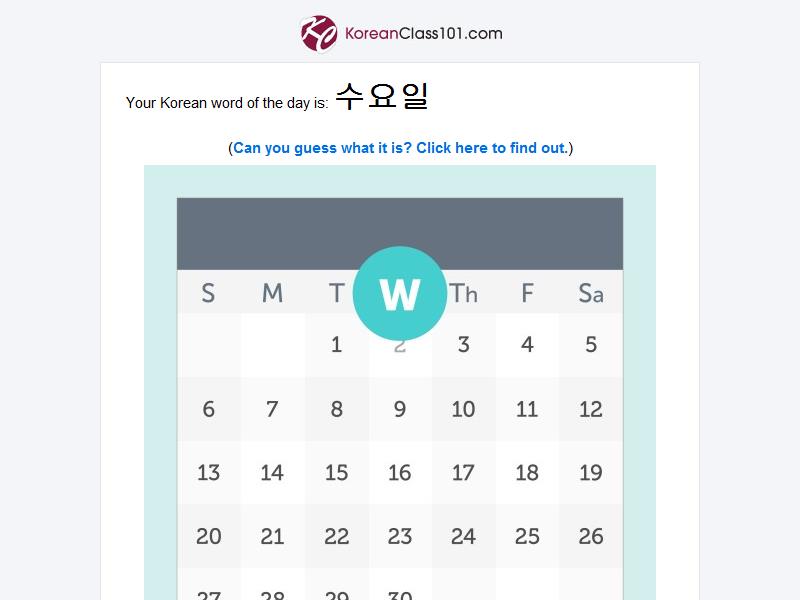 KoreanClass101.com
Your Korean word of the day is: 수요일
(Can you guess what it is? Click here to find out.)
S M T W Th F Sa
1 2 3 4 5
6 7 8 9 10 11 12
13 14 15 16 17 18 19
20 21 22 23 24 25 26
27 28 29 30